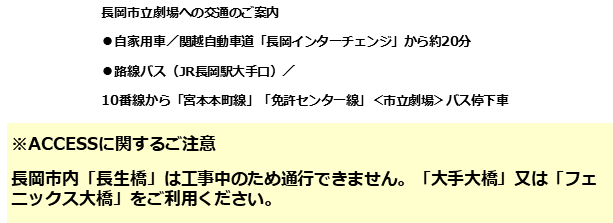 長岡市立劇場への交通のご案内
●自家用車／関越自動車道「長岡インターチェンジ」から約20分
●路線バス（JR長岡駅大手口）／
10番線から「宮本本町線」「免許センター線」＜市立劇場＞バス停下車
※ACCESSに関するご注意
長岡市内「長生橋」は工事中のため通行できません。「大手大橋」又は「フェ
ニックス大橋」をご利用ください。